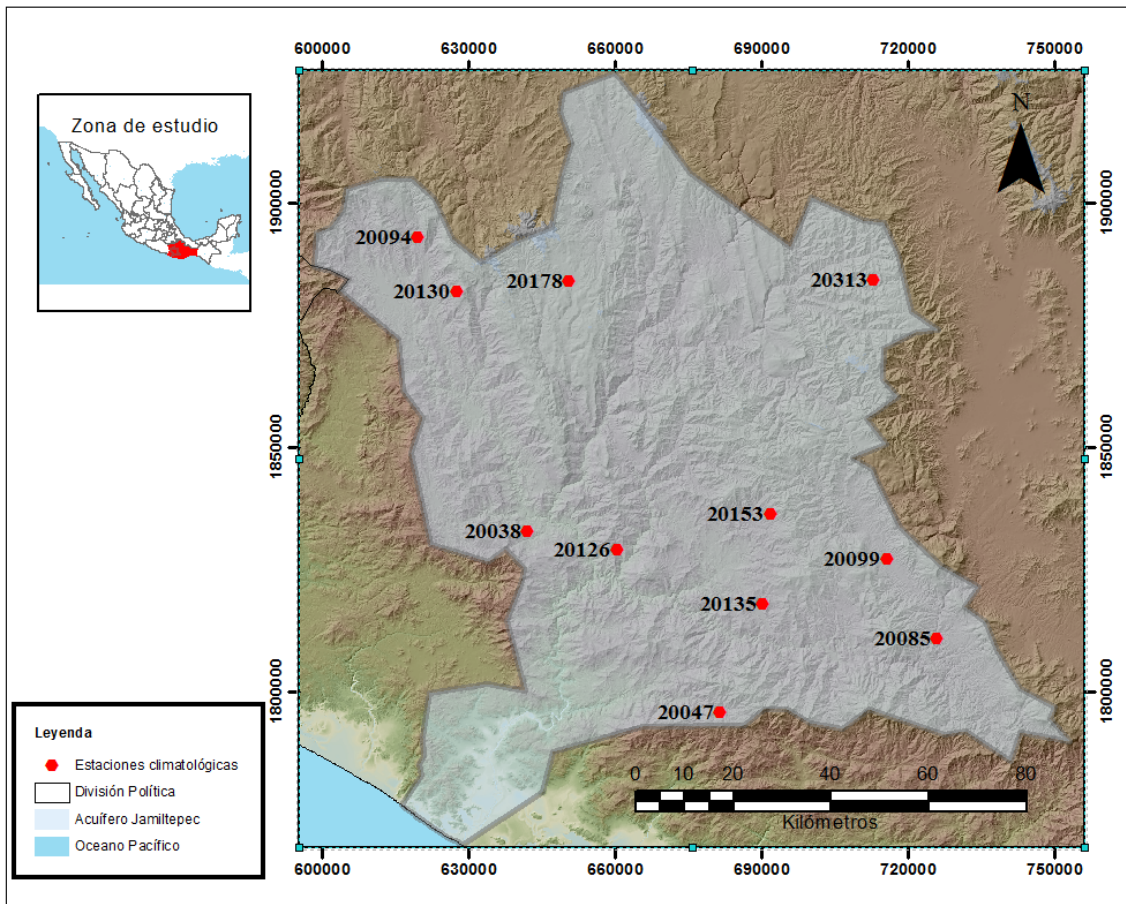 600000 630000 660000 690000 720000 750000
Zona de estudio
N
1900000 1900000
20094
20130
20178
20313
1850000 1850000
20153
20038
20126
20099
20135
20085
1800000 1800000
20047
Leyenda
Estaciones climatológicas
División Política
Acuífero Jamiltepec
Oceano Pacífico
0 10 20 40 60 80
Kilómetros
600000 630000 660000 690000 720000 750000